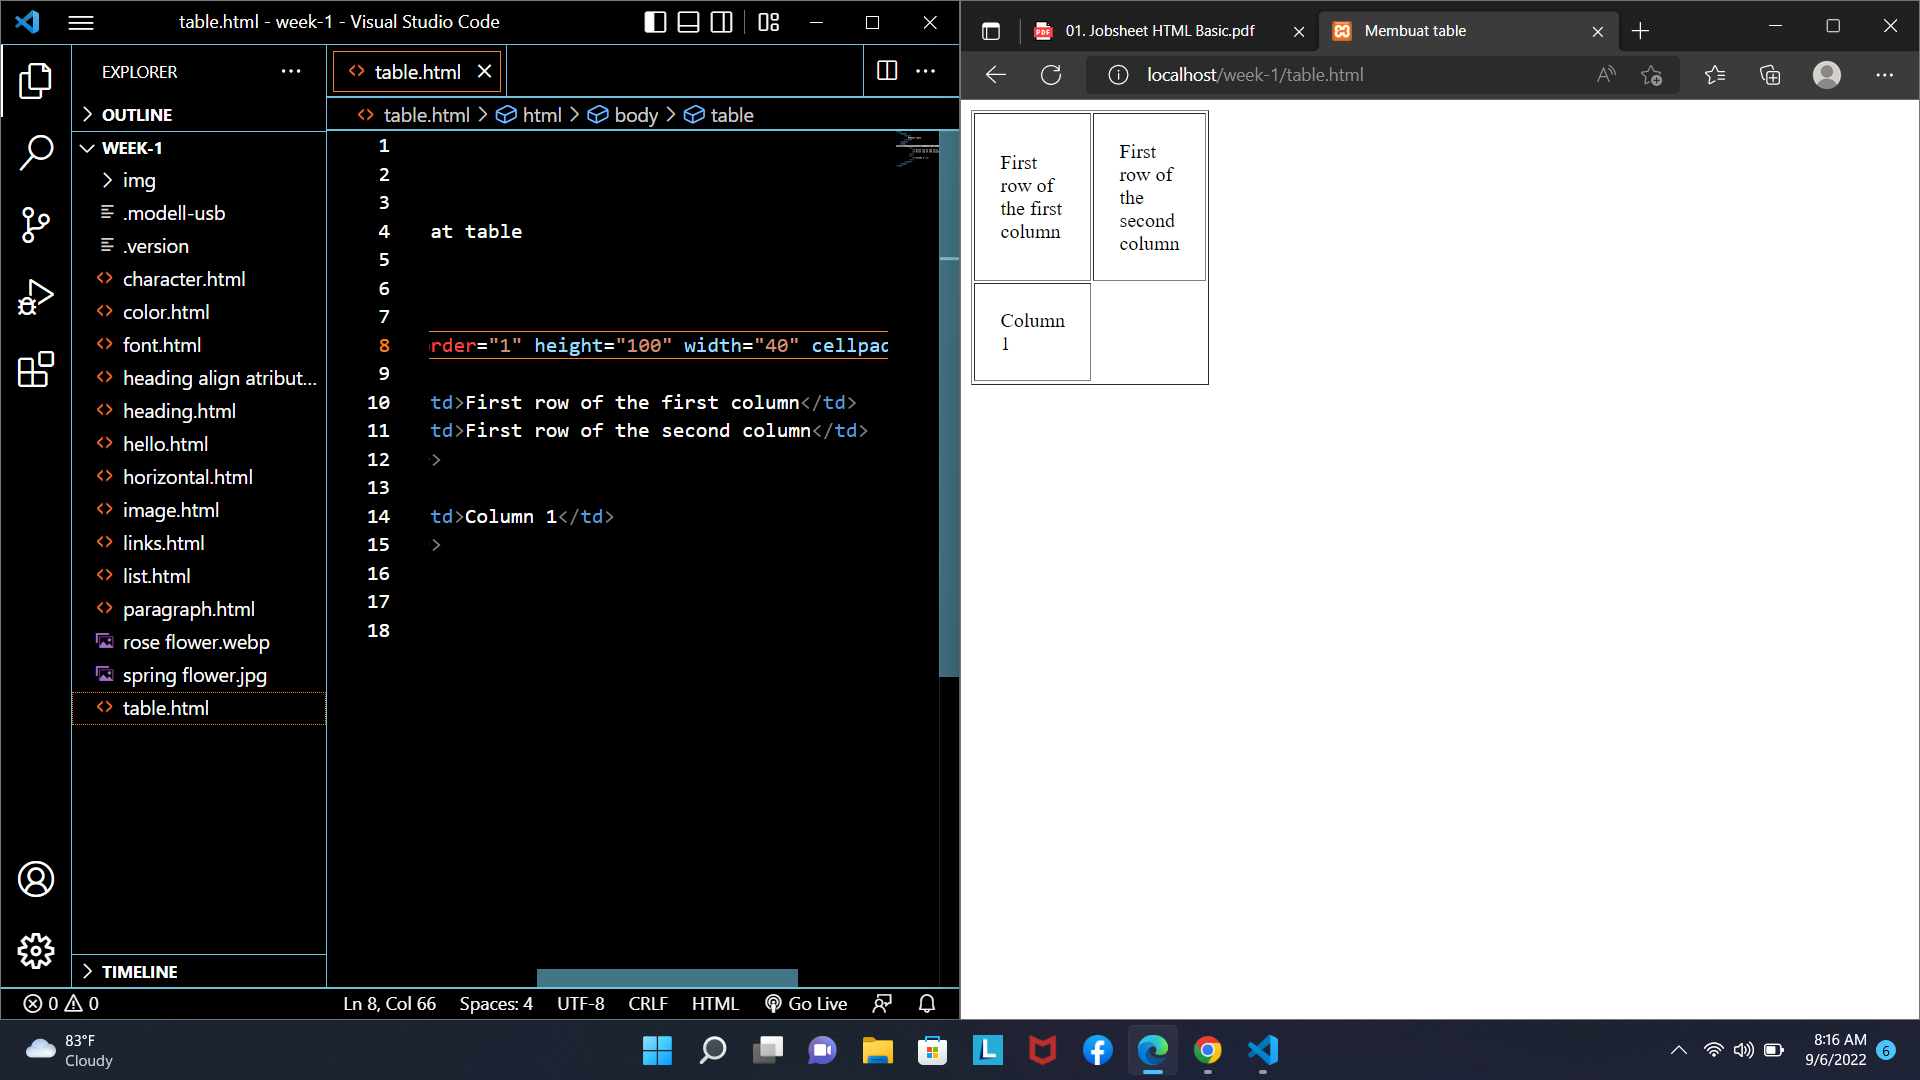 table.html - week-1 - Visual Studio Code
EXPLORER
OUTLINE
WEEK-1
img
.modell-usb
.version
character.html
color.html
font.html
heading align atribut...
heading.html
hello.html
horizontal.html
image.html
links.html
list.html
paragraph.html
rose flower.webp
spring flower.jpg
table.html
TIMELINE
table.html
table.html > html > body > table
1
2
3
4 at table
5
6
7
8 rder="1" height="100" width="40" cellpad
9
10 td>First row of the first column</td>
11 td>First row of the second column</td>
12 >
13
14 td>Column 1</td>
15 >
16
17
18
0 0
Ln 8, Col 66 Spaces: 4 UTF-8 CRLF HTML Go Live
01. Jobsheet HTML Basic.pdf
Membuat table
localhost/week-1/table.html
First
row of
the first
column
First
row of
the
second
column
Column
1
83°F
Cloudy
8:16 AM
9/6/2022
6